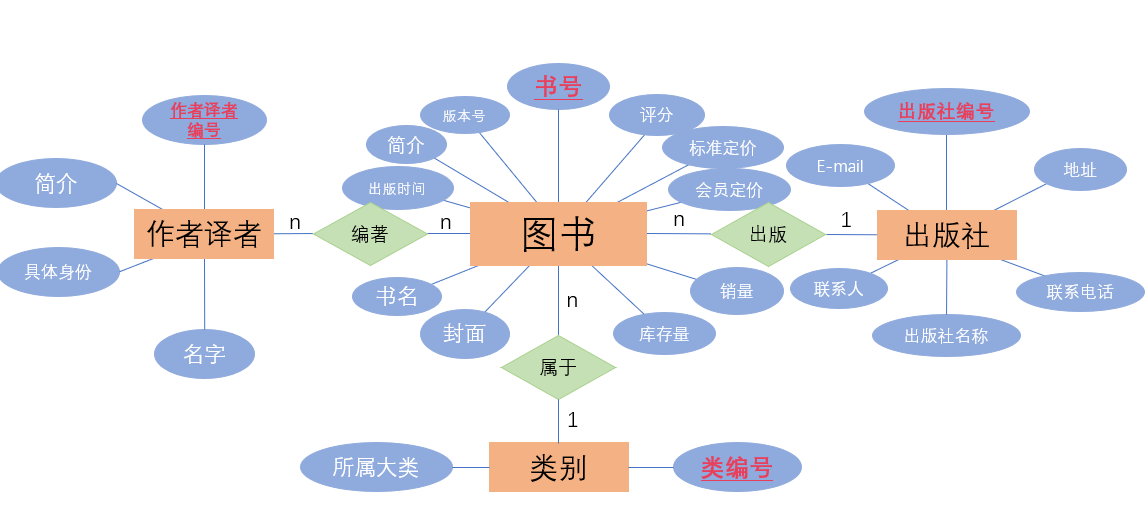 书号
作者译者
编号
版本号
评分
出版社编号
简介
标准定价
E-mail
地址
简介
出版时间
会员定价
作者译者
n
编著
n
图书
n
出版
1
出版社
具体身份
书名
n
销量
联系人
联系电话
名字
封面
库存量
出版社名称
属于
1
所属大类
类别
类编号